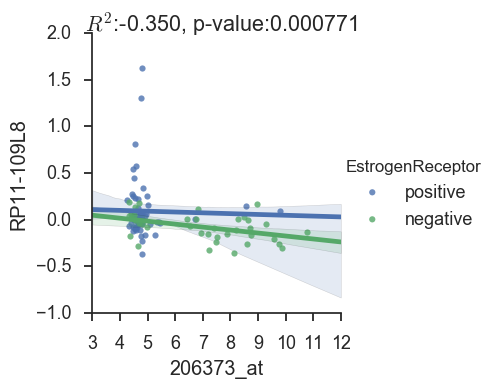 R²:-0.350, p-value:0.000771
2.0
1.5
1.0
0.5
0.0
−0.5
−1.0
RP11-109L8
3 4 5 6 7 8 9 10 11 12
206373_at
EstrogenReceptor
positive
negative